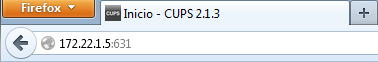 Firefox
CUPS Inicio - CUPS 2.1.3
172.22.1.5:631